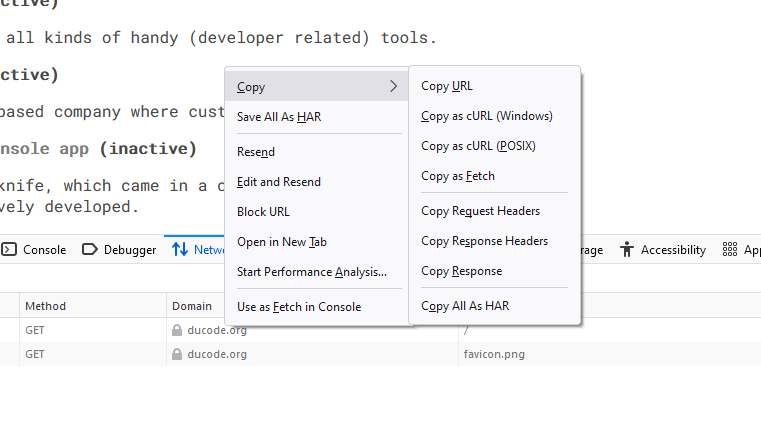 ctive)
all kinds of handy (developer related) tools.
ctive)
based company where cust
nsole app (inactive)
knife, which came in a c
vely developed.
Copy
Save All As HAR
Resend
Edit and Resend
Block URL
Open in New Tab
Start Performance Analysis...
Use as Fetch in Console
Copy URL
Copy as cURL (Windows)
Copy as cURL (POSIX)
Copy as Fetch
Copy Request Headers
Copy Response Headers
Copy Response
Copy All As HAR
Console Debugger Netw rage Accessibility App
Method Domain
GET ducode.org /
GET ducode.org favicon.png